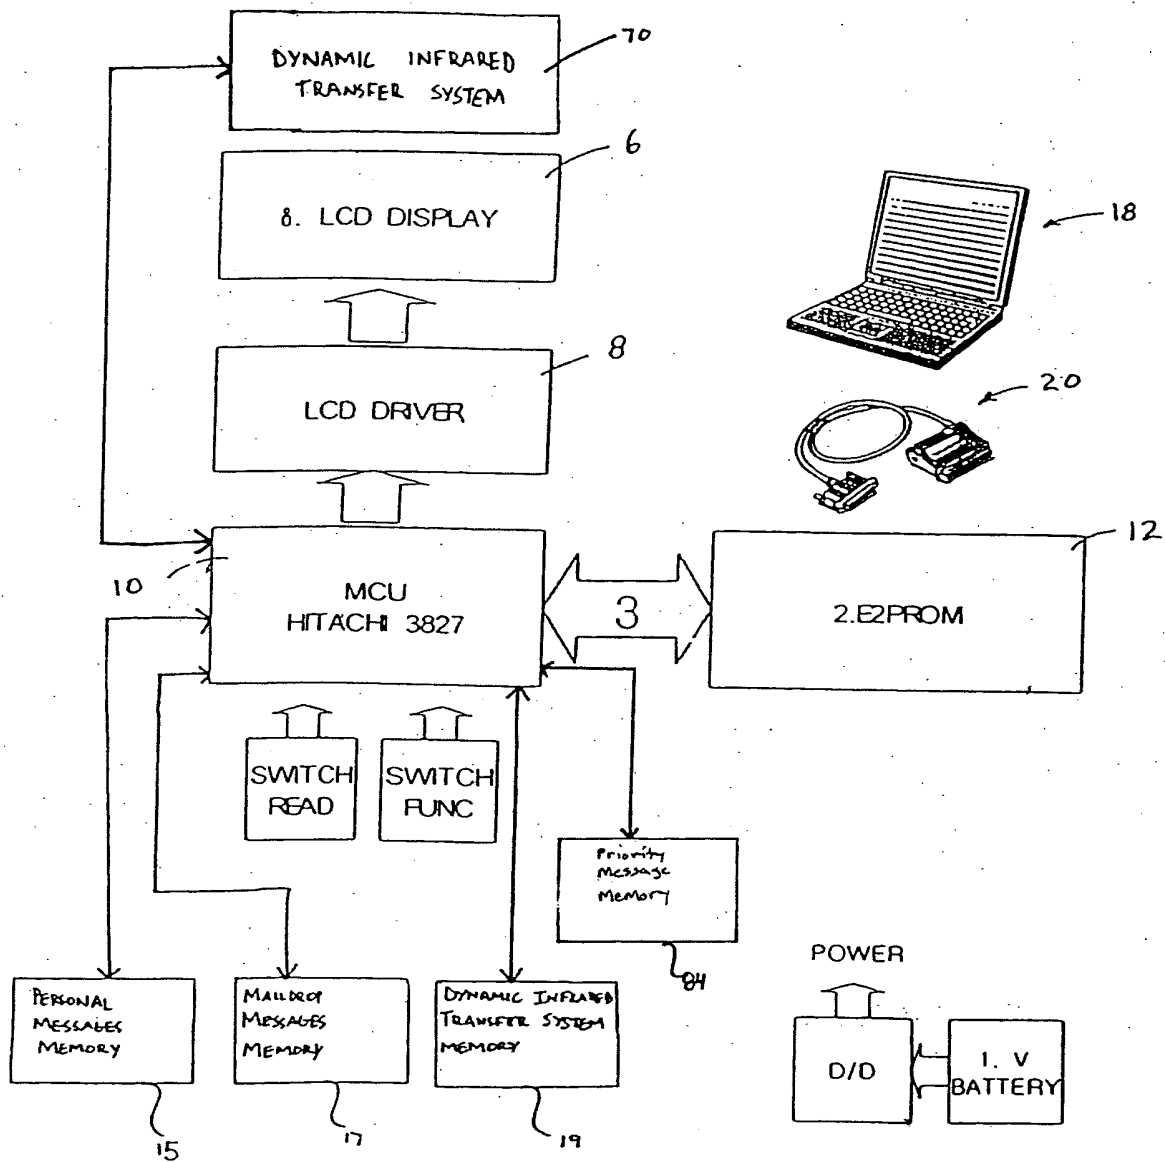 DYNAMIC INFRARED
TRANSFER SYSTEM
70
8. LCD DISPLAY
6
18
LCD DRIVER
8
20
MCU
HITACHI 3827
10
3
2.E2PROM
12
SWITCH
READ
SWITCH
FUNC
Priority
Message
Memory
84
PERSONAL
MESSAGES
MEMORY
15
MAILDROP
MESSAGES
MEMORY
17
DYNAMIC INFRARED
TRANSFER SYSTEM
MEMORY
19
POWER
D/D
1. V
BATTERY